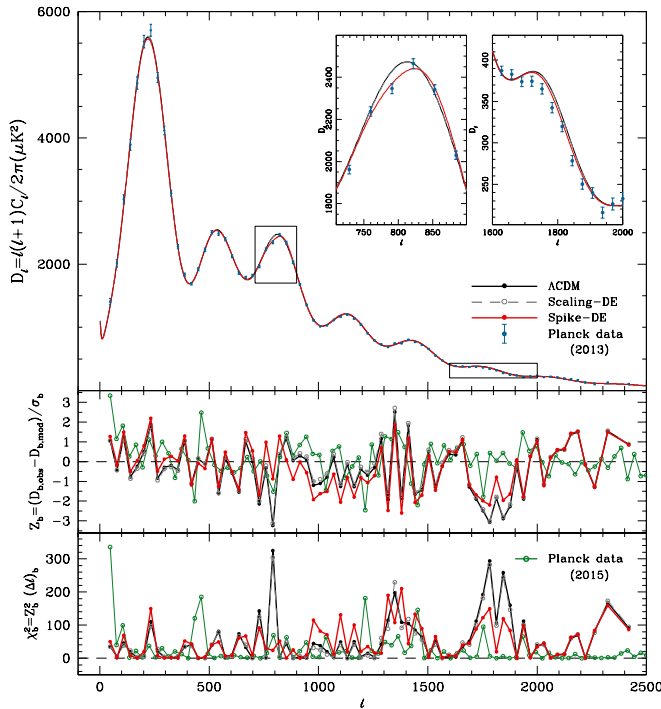 6000
4000
2000
D_ℓ=ℓ(ℓ+1)C_ℓ/2π(μK²)
2400
2200
2000
1800
D_ℓ
700
800
900
ℓ
400
350
300
250
D_ℓ
1600
1800
2000
ℓ
ΛCDM
Scaling-DE
Spike-DE
Planck data
(2013)
3
2
1
0
-1
-2
-3
Z_b=(D_b,obs-D_b,mod)/σ_b
300
200
100
0
χ²_b=Z²_b (Δℓ)_b
Planck data
(2015)
0
500
1000
1500
2000
2500
ℓ